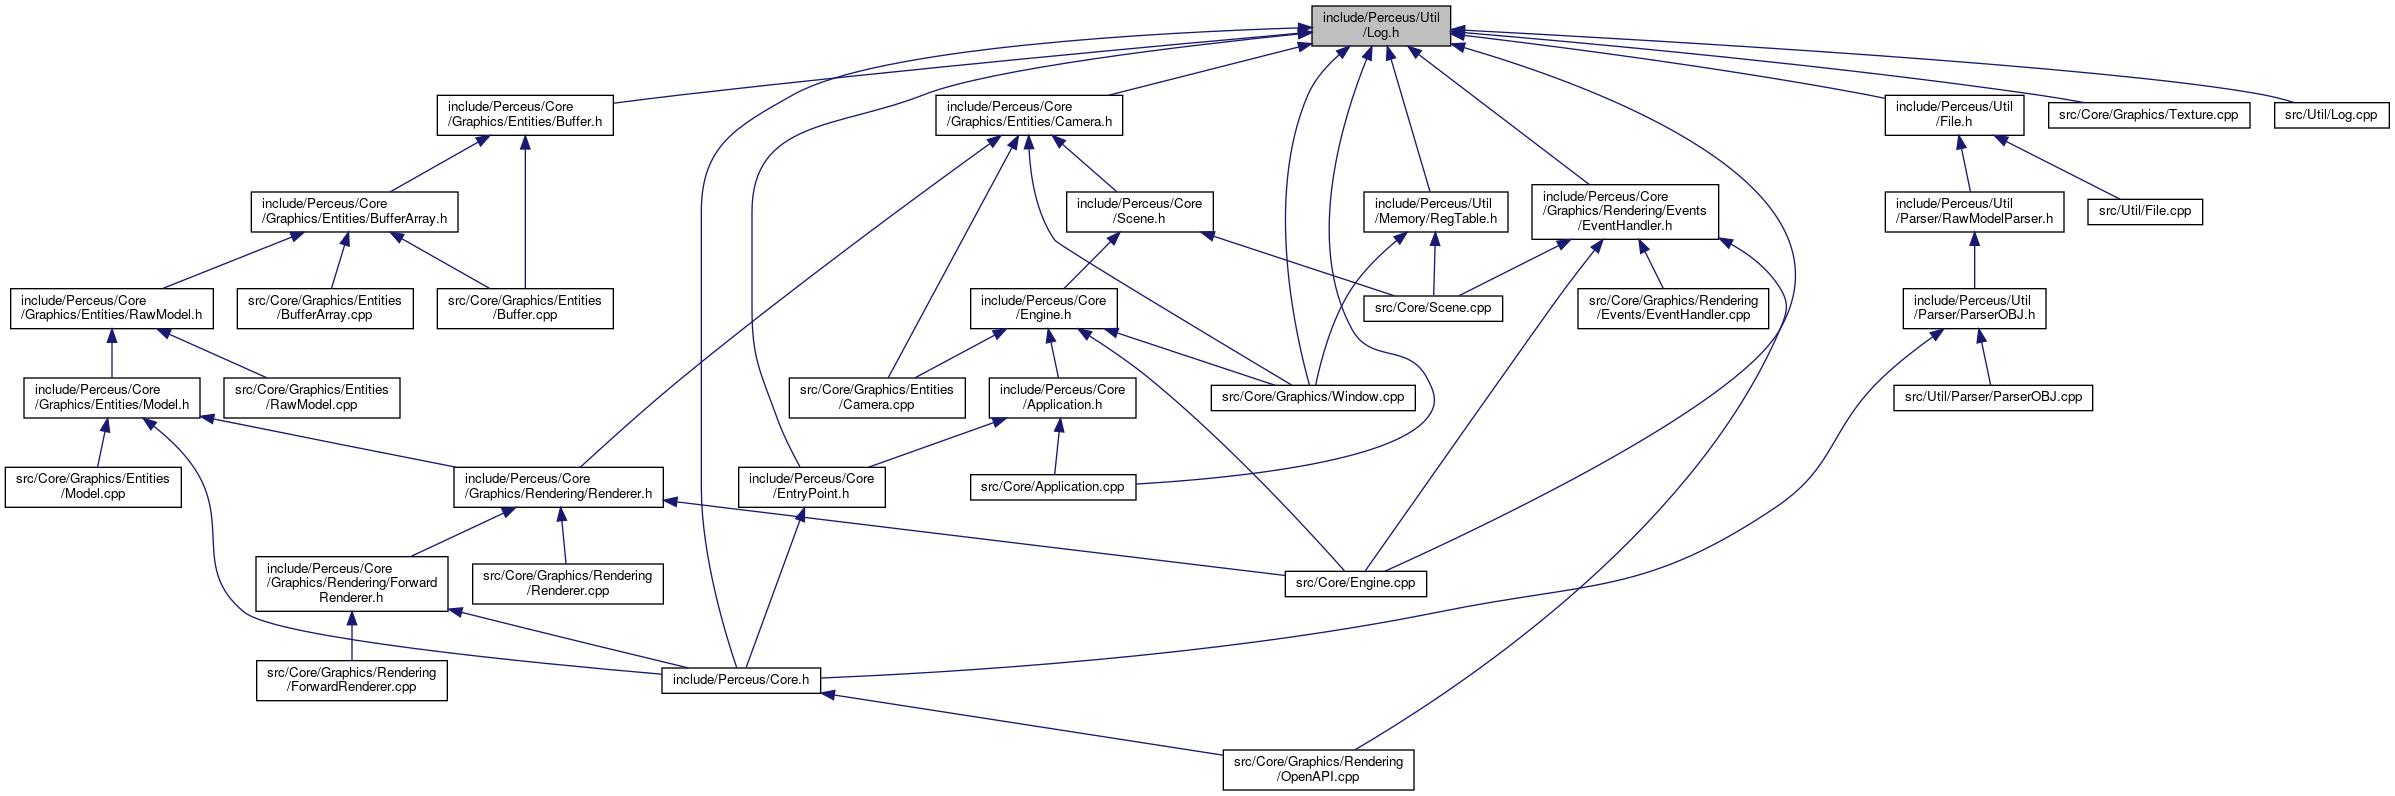 include/Perceus/Util
/Log.h
include/Perceus/Core
/Graphics/Entities/Buffer.h
include/Perceus/Core
/Graphics/Entities/Camera.h
include/Perceus/Util
/File.h
src/Core/Graphics/Texture.cpp
src/Util/Log.cpp
include/Perceus/Core
/Graphics/Entities/BufferArray.h
include/Perceus/Core
/Scene.h
include/Perceus/Util
/Memory/RegTable.h
include/Perceus/Core
/Graphics/Rendering/Events
/EventHandler.h
include/Perceus/Util
/Parser/RawModelParser.h
src/Util/File.cpp
include/Perceus/Core
/Graphics/Entities/RawModel.h
src/Core/Graphics/Entities
/BufferArray.cpp
src/Core/Graphics/Entities
/Buffer.cpp
include/Perceus/Core
/Engine.h
src/Core/Scene.cpp
src/Core/Graphics/Rendering
/Events/EventHandler.cpp
include/Perceus/Util
/Parser/ParserOBJ.h
include/Perceus/Core
/Graphics/Entities/Model.h
src/Core/Graphics/Entities
/RawModel.cpp
src/Core/Graphics/Entities
/Camera.cpp
include/Perceus/Core
/Application.h
src/Core/Graphics/Window.cpp
src/Util/Parser/ParserOBJ.cpp
src/Core/Graphics/Entities
/Model.cpp
include/Perceus/Core
/Graphics/Rendering/Renderer.h
include/Perceus/Core
/EntryPoint.h
src/Core/Application.cpp
include/Perceus/Core
/Graphics/Rendering/Forward
Renderer.h
src/Core/Graphics/Rendering
/Renderer.cpp
src/Core/Engine.cpp
src/Core/Graphics/Rendering
/ForwardRenderer.cpp
include/Perceus/Core.h
src/Core/Graphics/Rendering
/OpenAPI.cpp